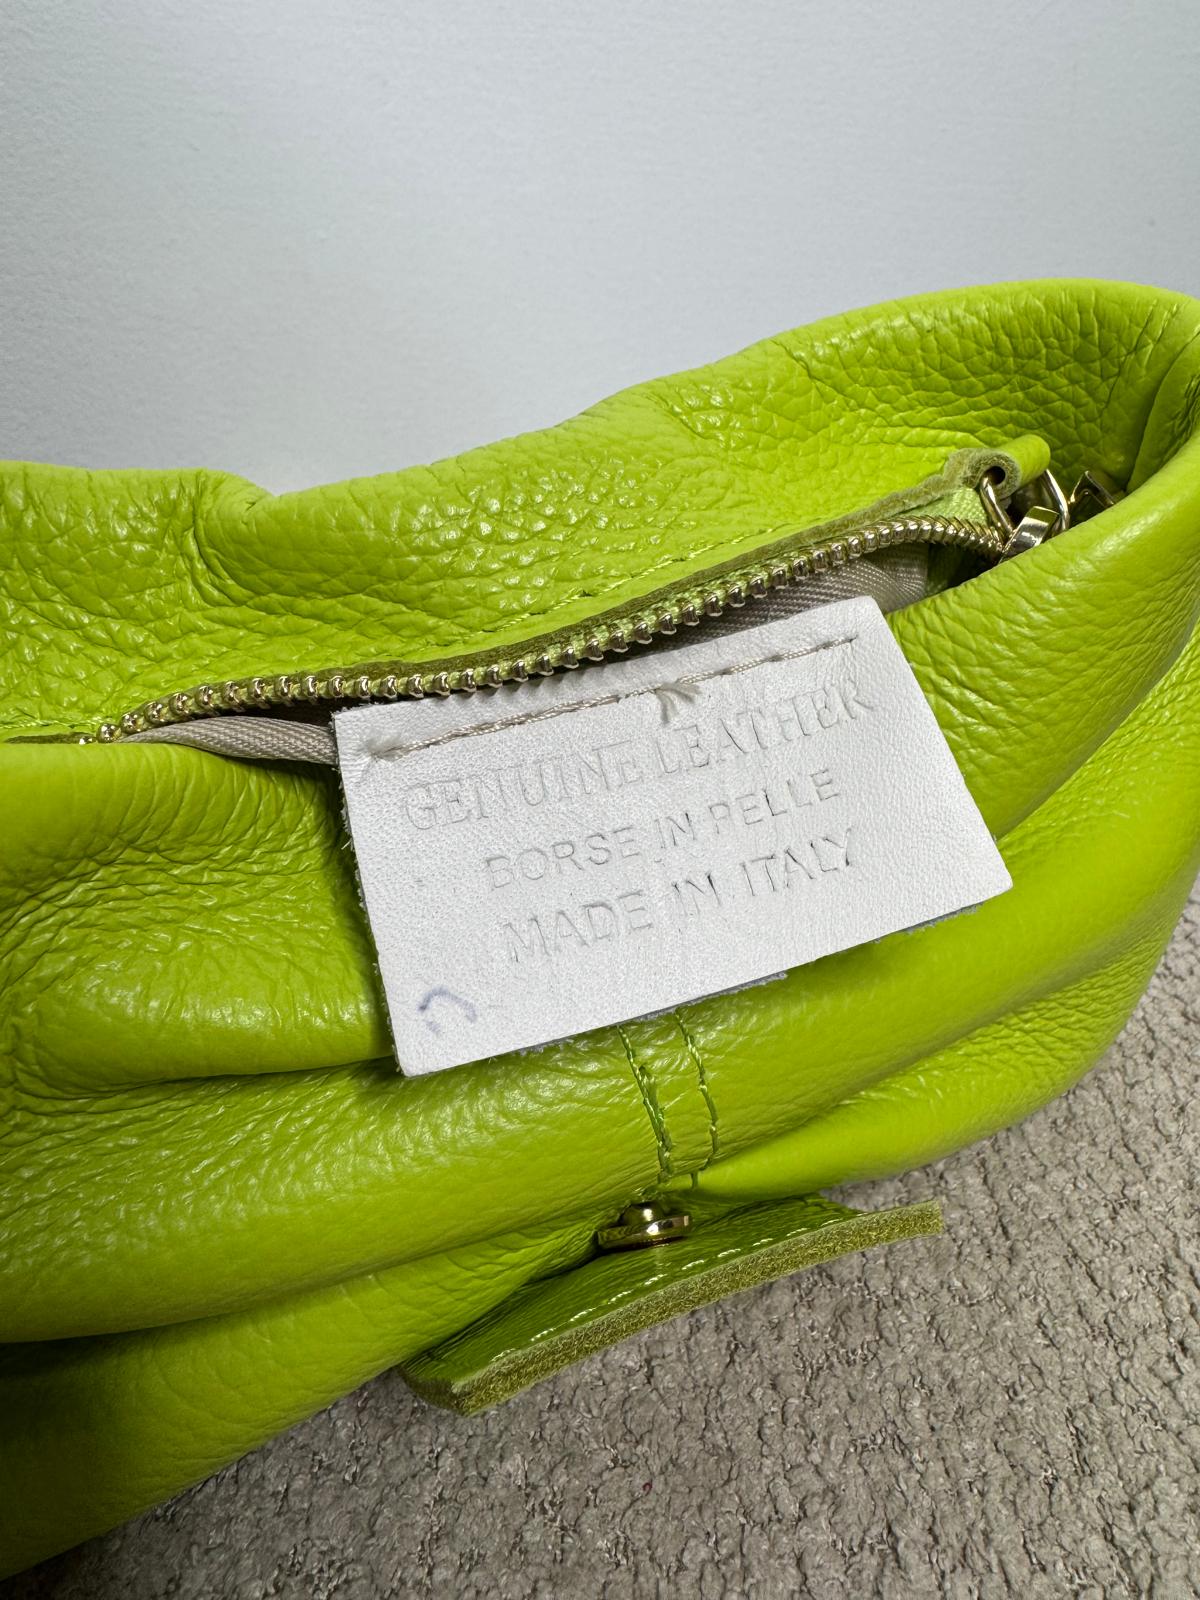 GENUINE LEATHER
BORSE IN PELLE
MADE IN ITALY